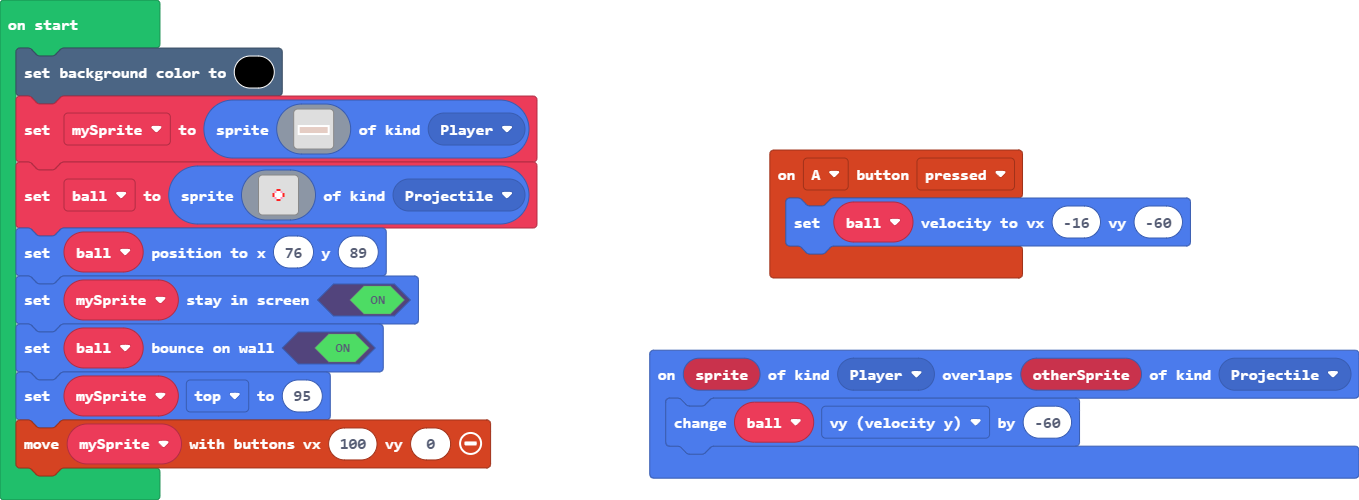 on start
set background color to
set mySprite to sprite of kind Player
set ball to sprite of kind Projectile
set ball position to x 76 y 89
set mySprite stay in screen ON
set ball bounce on wall ON
set mySprite top to 95
move mySprite with buttons vx 100 vy 0
on A button pressed
set ball velocity to vx -16 vy -60
on sprite of kind Player overlaps otherSprite of kind Projectile
change ball vy (velocity y) by -60